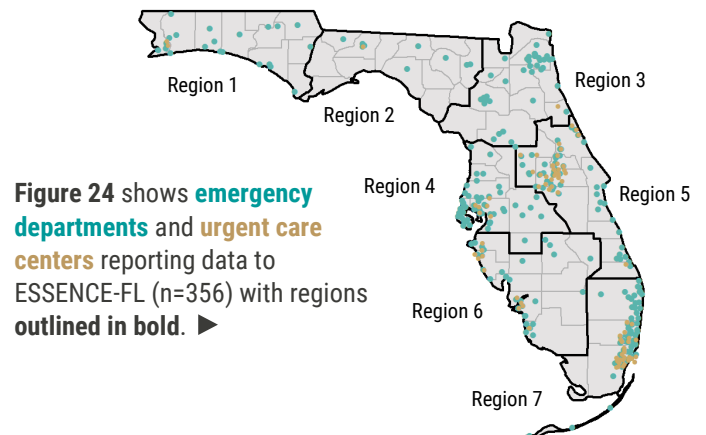 Region 1
Region 2
Region 3
Region 4
Region 5
Region 6
Region 7
Figure 24 shows emergency
departments and urgent care
centers reporting data to
ESSENCE-FL (n=356) with regions
outlined in bold. ►